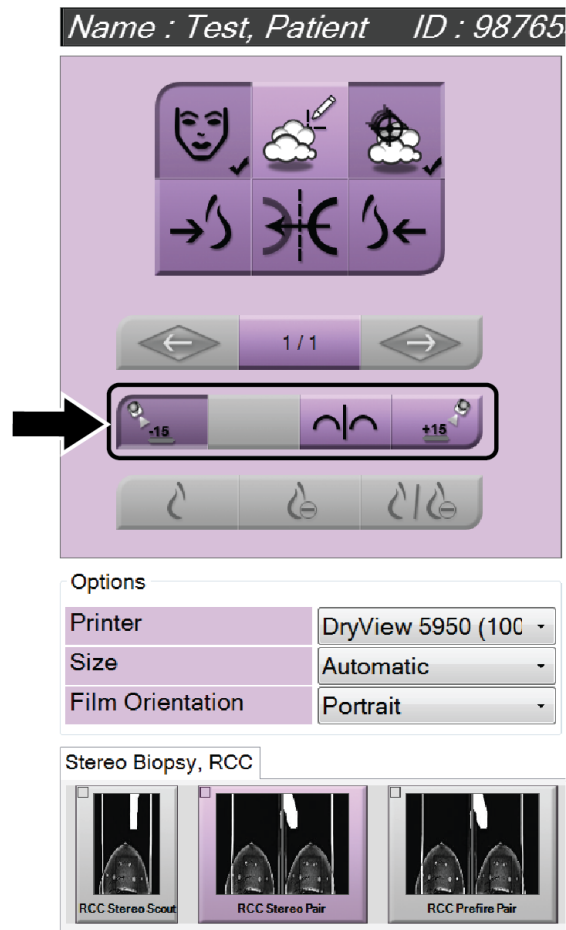 Name : Test, Patient ID : 98765
1 / 1
-15
+15
Options
Printer
DryView 5950 (100
Size
Automatic
Film Orientation
Portrait
Stereo Biopsy, RCC
RCC Stereo Scout
RCC Stereo Pair
RCC Prefire Pair